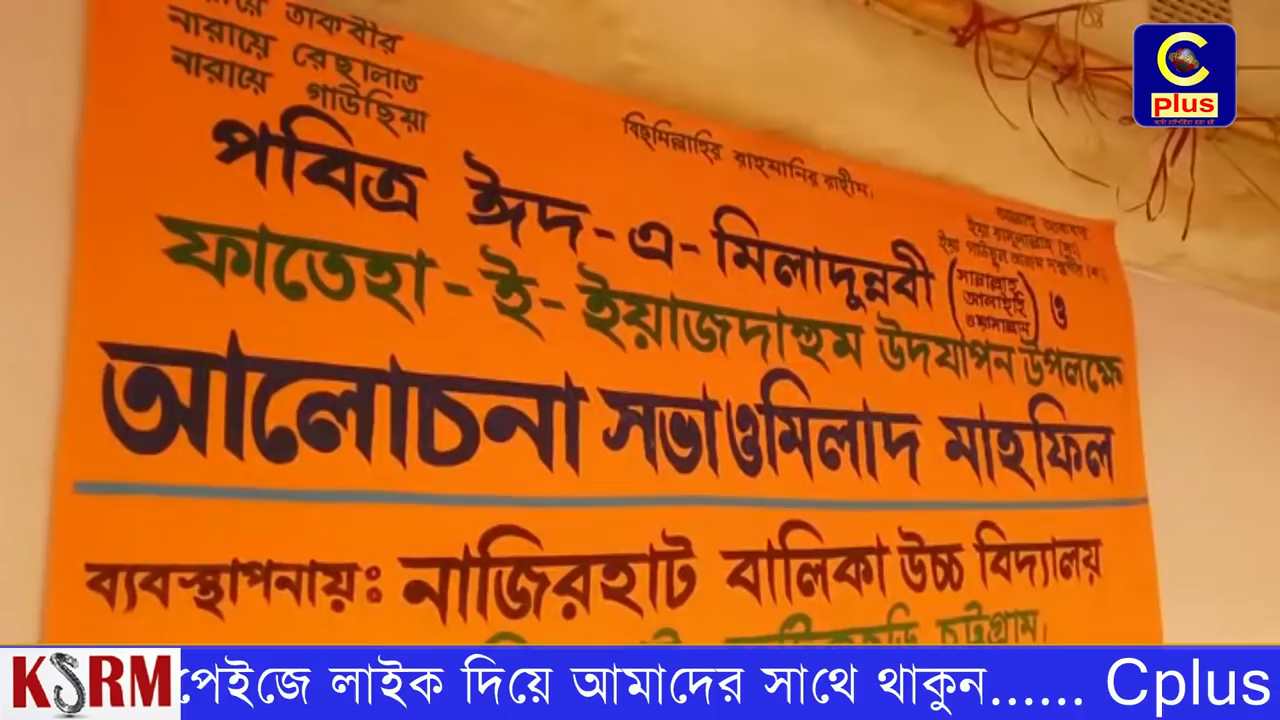 নারায়ে তাকবীর
নারায়ে রেছালাত
নারায়ে গাউছিয়া
বিছমিল্লাহির রাহমানির রাহীম।
পবিত্র ঈদ-এ-মিলাদুন্নবী (সাল্লাল্লাহু আলাইহি ওয়াসাল্লাম) ও
ফাতেহা-ই-ইয়াজদাহুম উদযাপন উপলক্ষে
আলোচনা সভা ও মিলাদ মাহফিল
ব্যবস্থাপনায়ঃ নাজিরহাট বালিকা উচ্চ বিদ্যালয়
চট্টগ্রাম।
C
plus
KSRM পেইজে লাইক দিয়ে আমাদের সাথে থাকুন...... Cplus